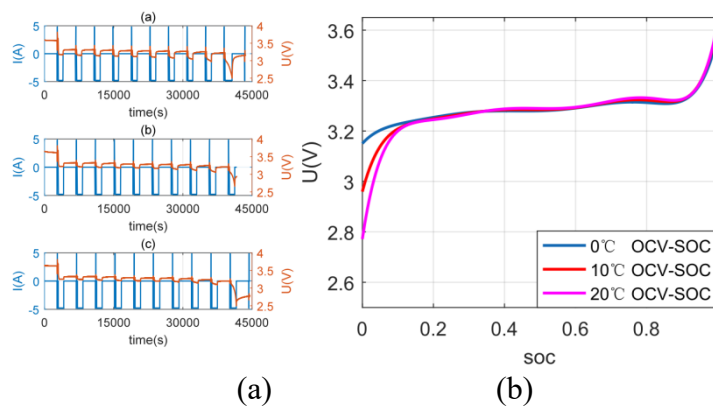 (a)
5
0
-5
I(A)
4
3.5
3
2.5
2
U(V)
0 15000 30000 45000
time(s)
(b)
5
0
-5
I(A)
4
3.5
3
2.5
2
U(V)
0 15000 30000 45000
time(s)
(c)
5
0
-5
I(A)
4
3.5
3
2.5
2
U(V)
0 15000 30000 45000
time(s)
(a)
3.6
3.4
3.2
3
2.8
2.6
U(V)
0℃ OCV-SOC
10℃ OCV-SOC
20℃ OCV-SOC
0 0.2 0.4 0.6 0.8
soc
(b)